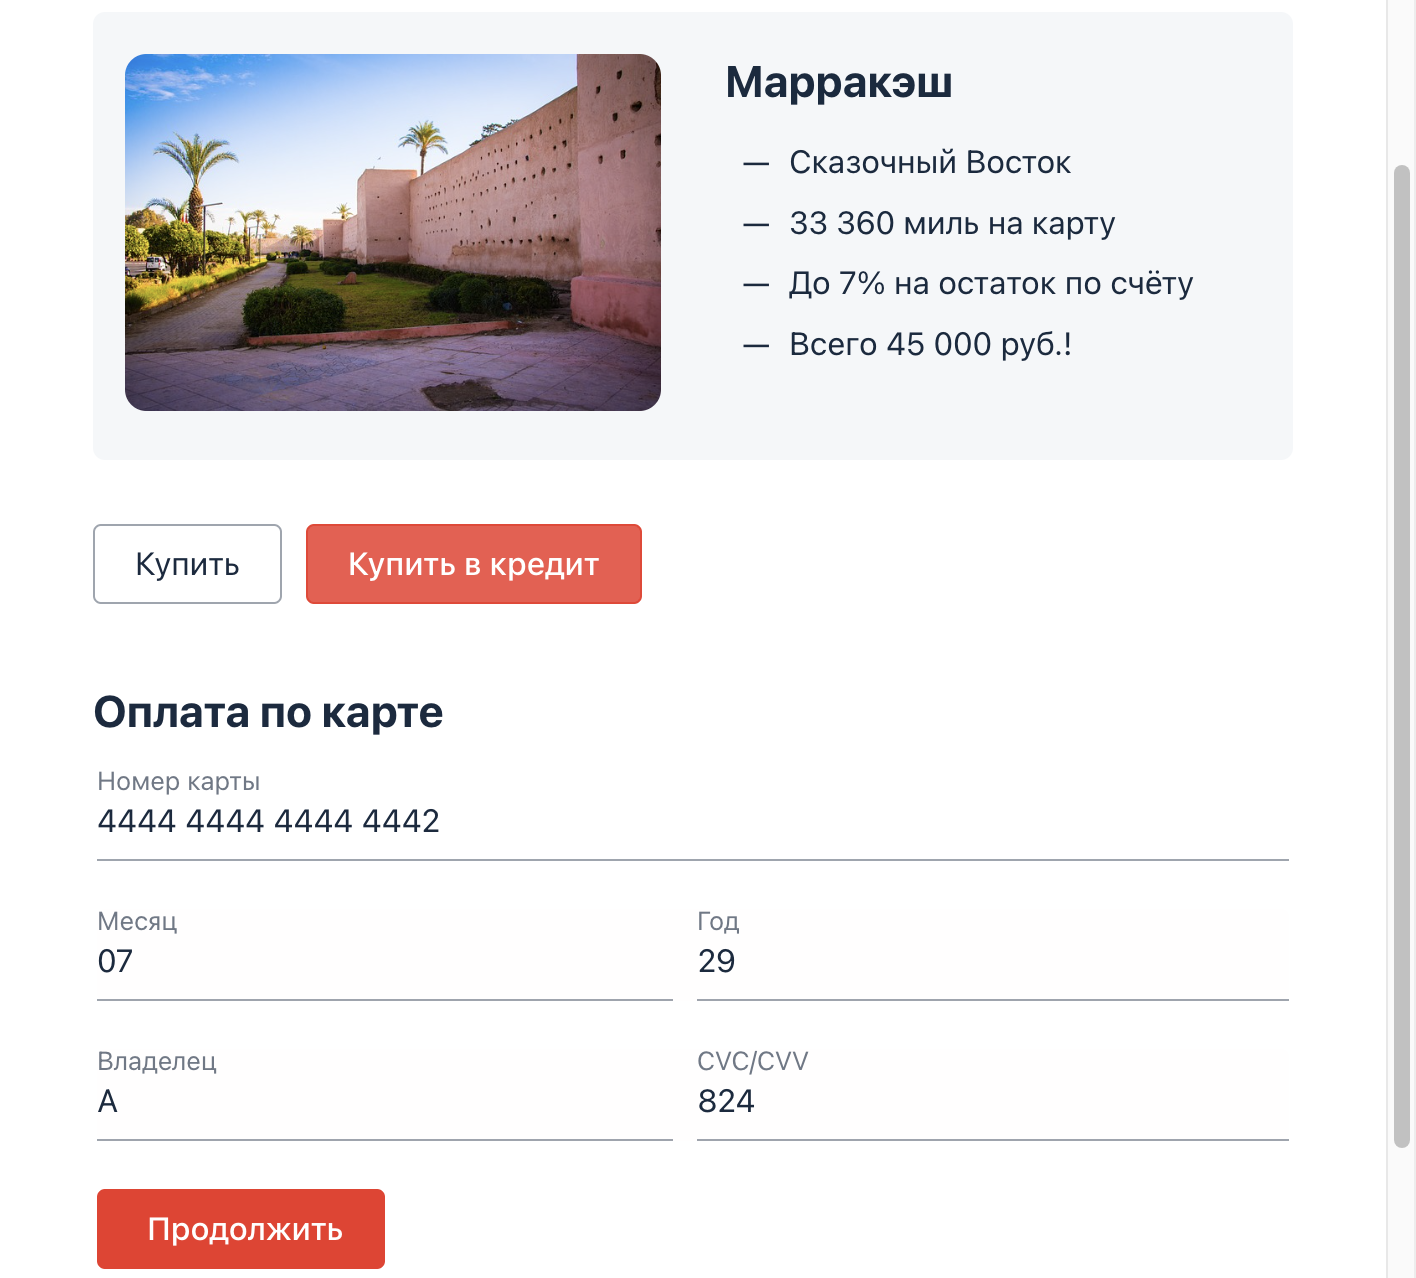 Марракэш
— Сказочный Восток
— 33 360 миль на карту
— До 7% на остаток по счёту
— Всего 45 000 руб.!
Купить
Купить в кредит
Оплата по карте
Номер карты
4444 4444 4444 4442
Месяц
07
Год
29
Владелец
A
CVC/CVV
824
Продолжить